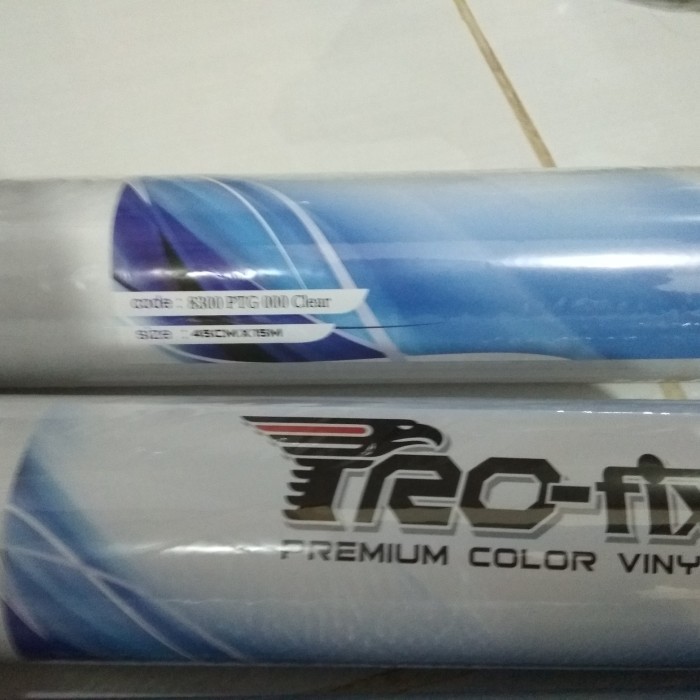 code : 6300 PTG 000 Clear
SIZE : 45CM X 15M
PRO-fix
PREMIUM COLOR VINY